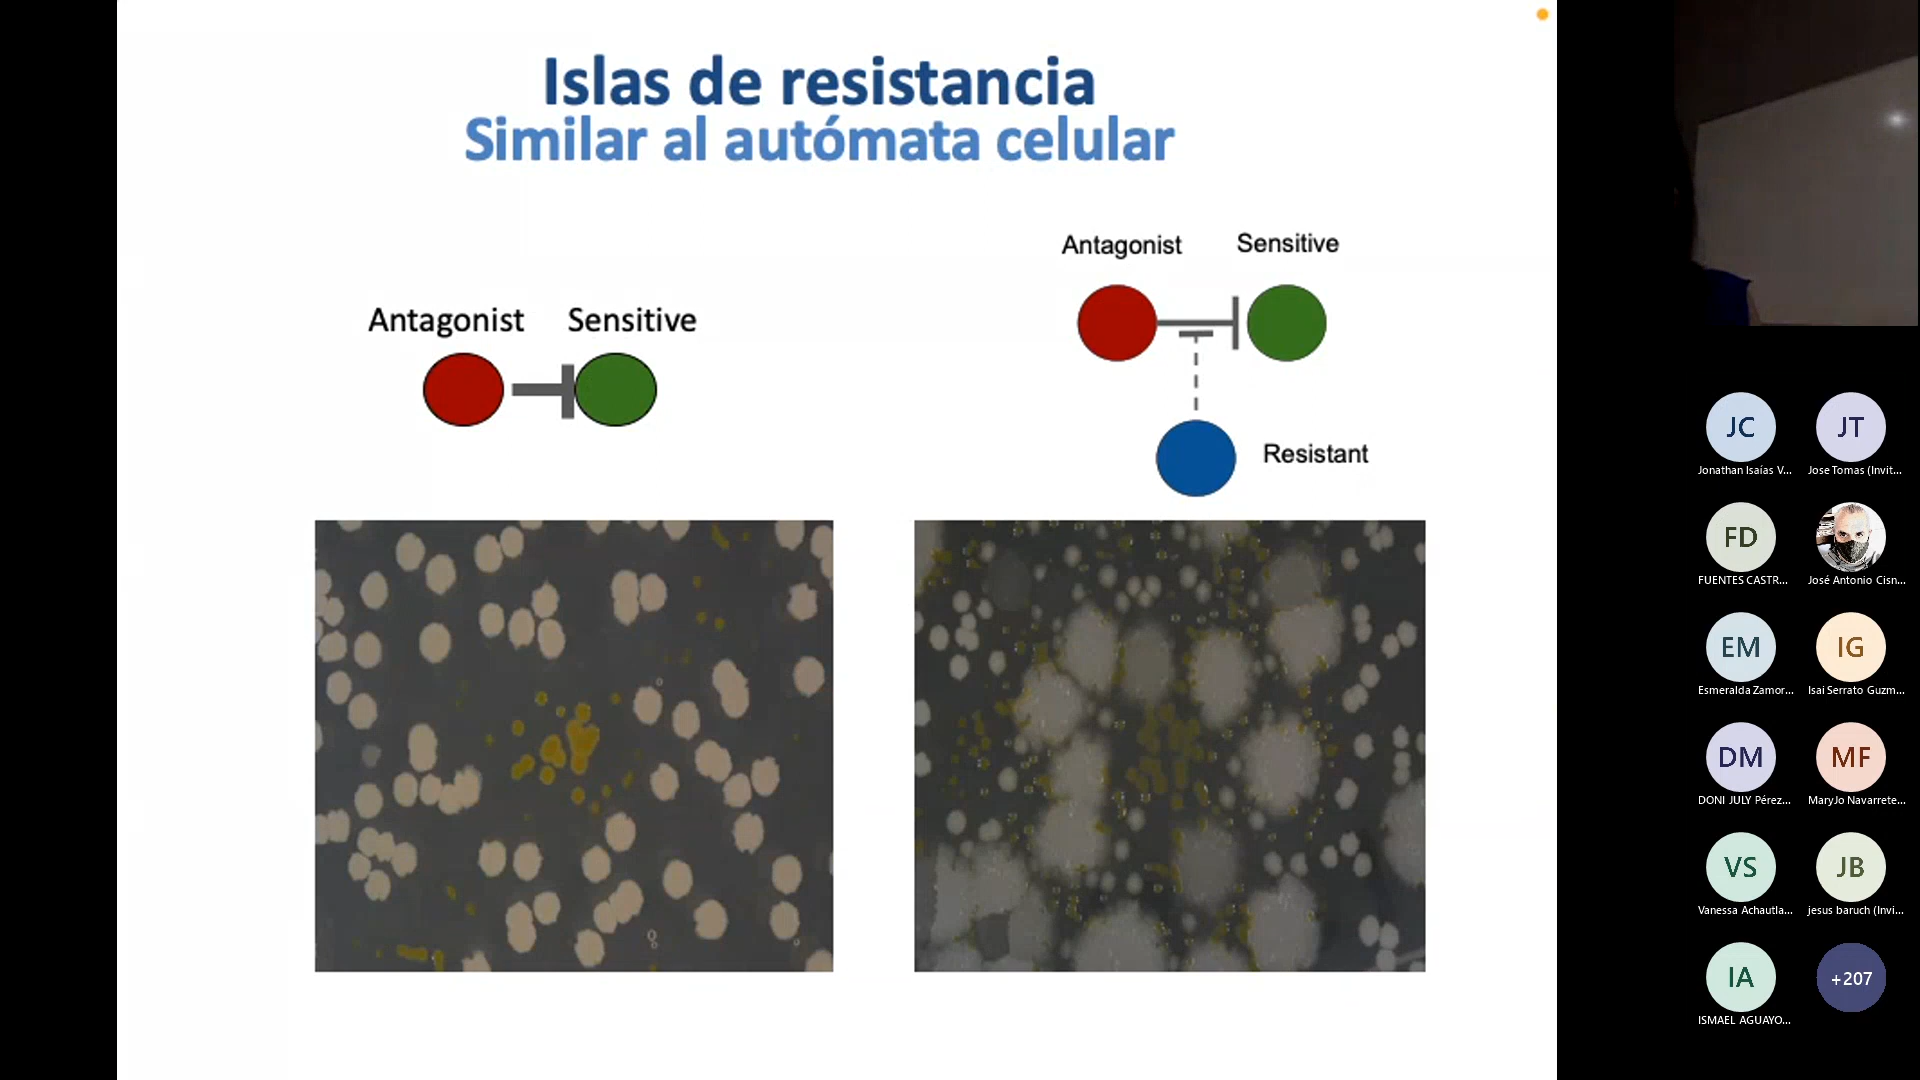 Islas de resistancia
Similar al autómata celular
Antagonist Sensitive
Antagonist Sensitive
Resistant
JC
Jonathan Isaías V...
JT
Jose Tomas (Invit...
FD
FUENTES CASTR...
José Antonio Cisn...
EM
Esmeralda Zamor...
IG
Isai Serrato Guzm...
DM
DONI JULY Pérez...
MF
MaryJo Navarrete...
VS
Vanessa Achautla...
JB
jesus baruch (Invi...
IA
ISMAEL AGUAYO...
+207